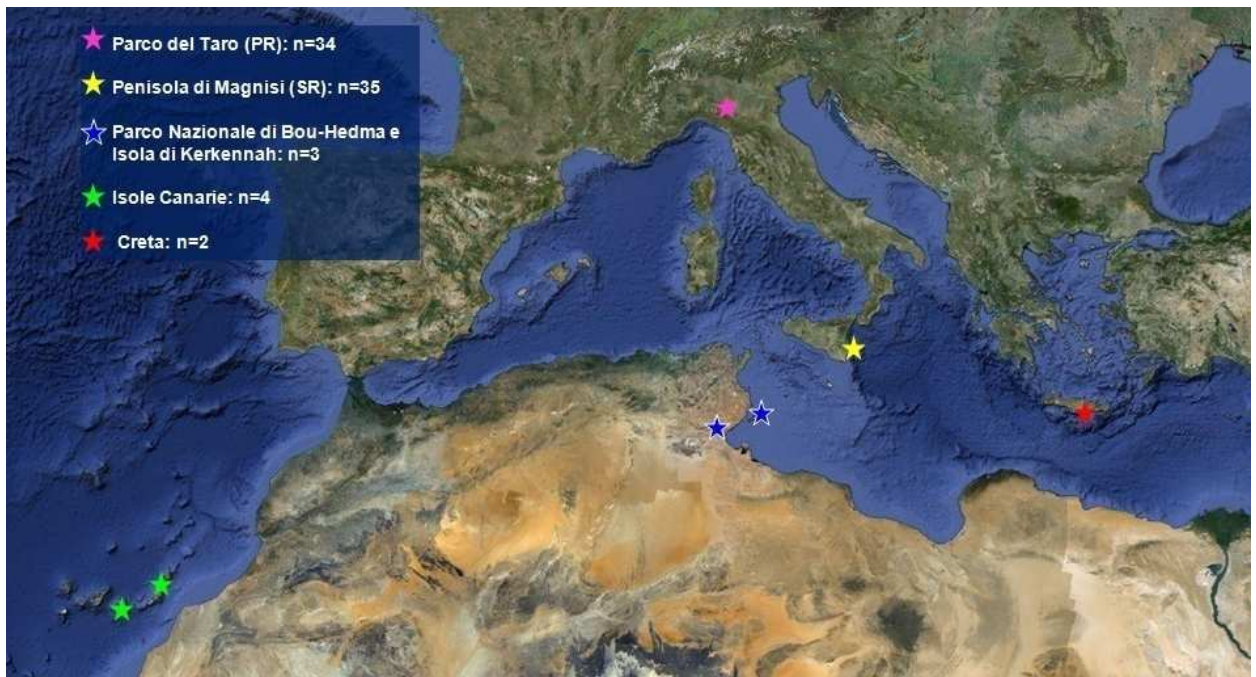 Parco del Taro (PR): n=34
Penisola di Magnisi (SR): n=35
Parco Nazionale di Bou-Hedma e
Isola di Kerkennah: n=3
Isole Canarie: n=4
Creta: n=2